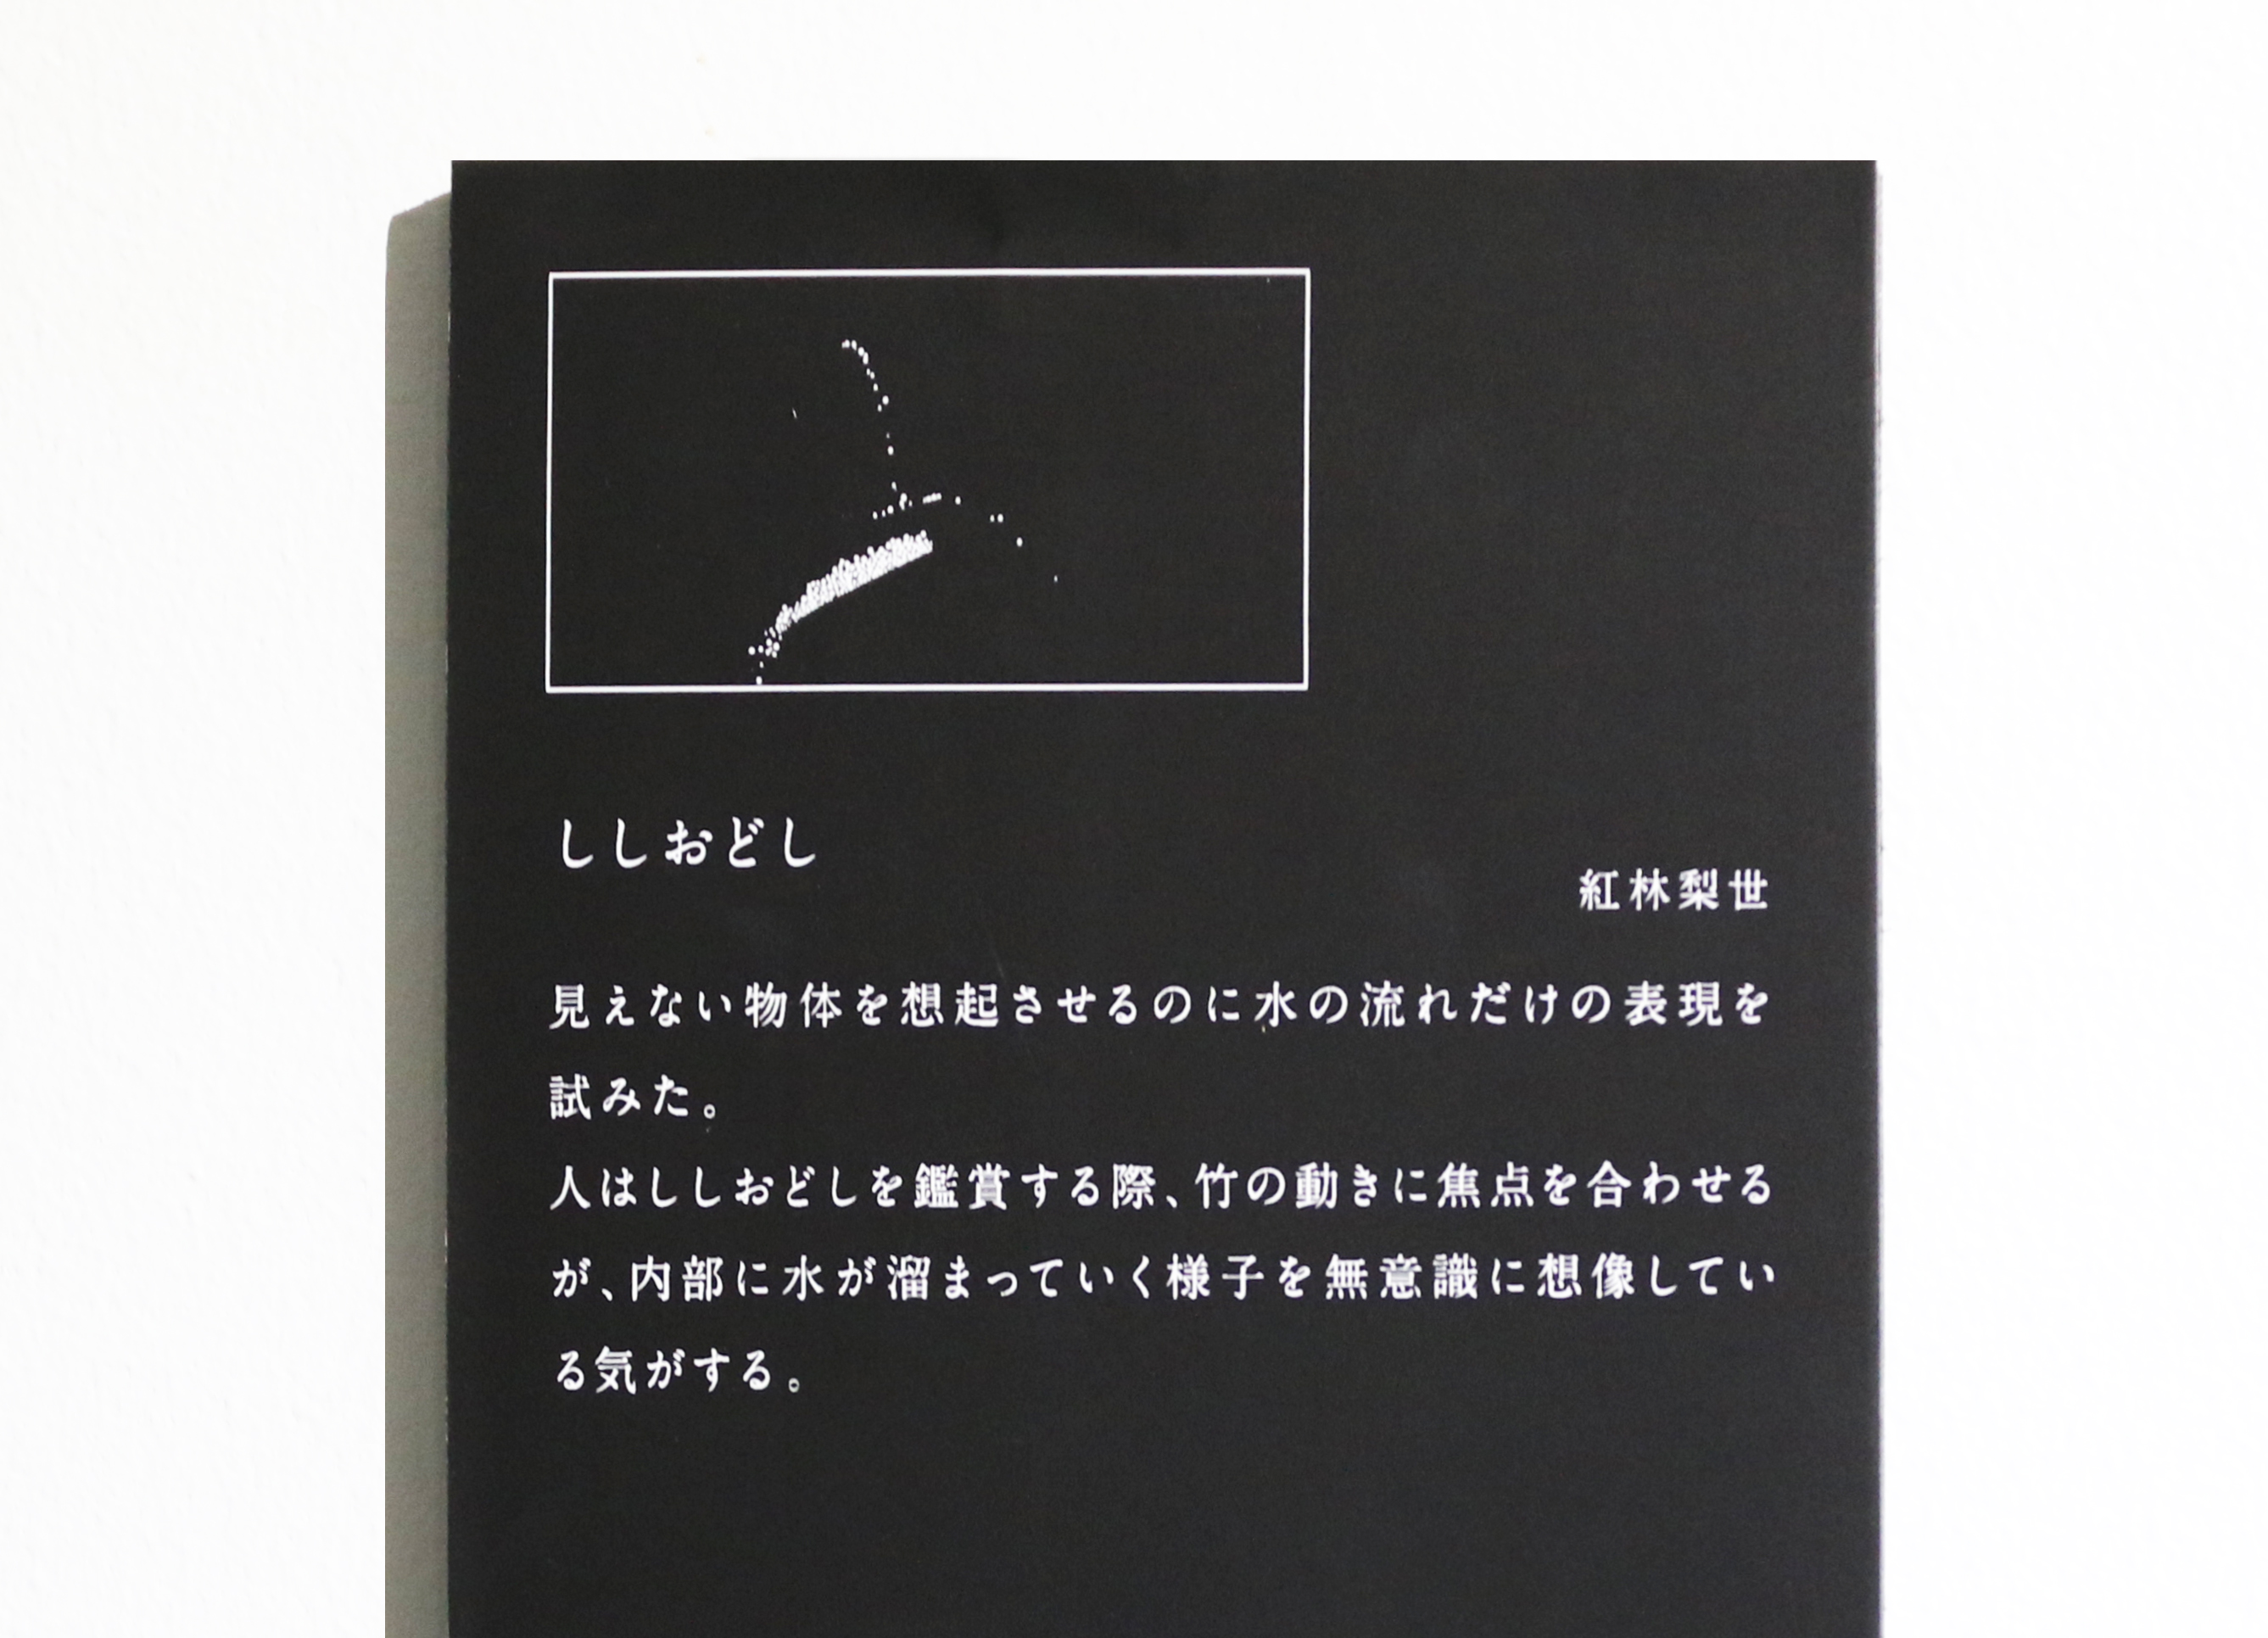 ししおどし
紅林梨世
見えない物体を想起させるのに水の流れだけの表現を
試みた。
人はししおどしを鑑賞する際、竹の動きに焦点を合わせる
が、内部に水が溜まっていく様子を無意識に想像してい
る気がする。